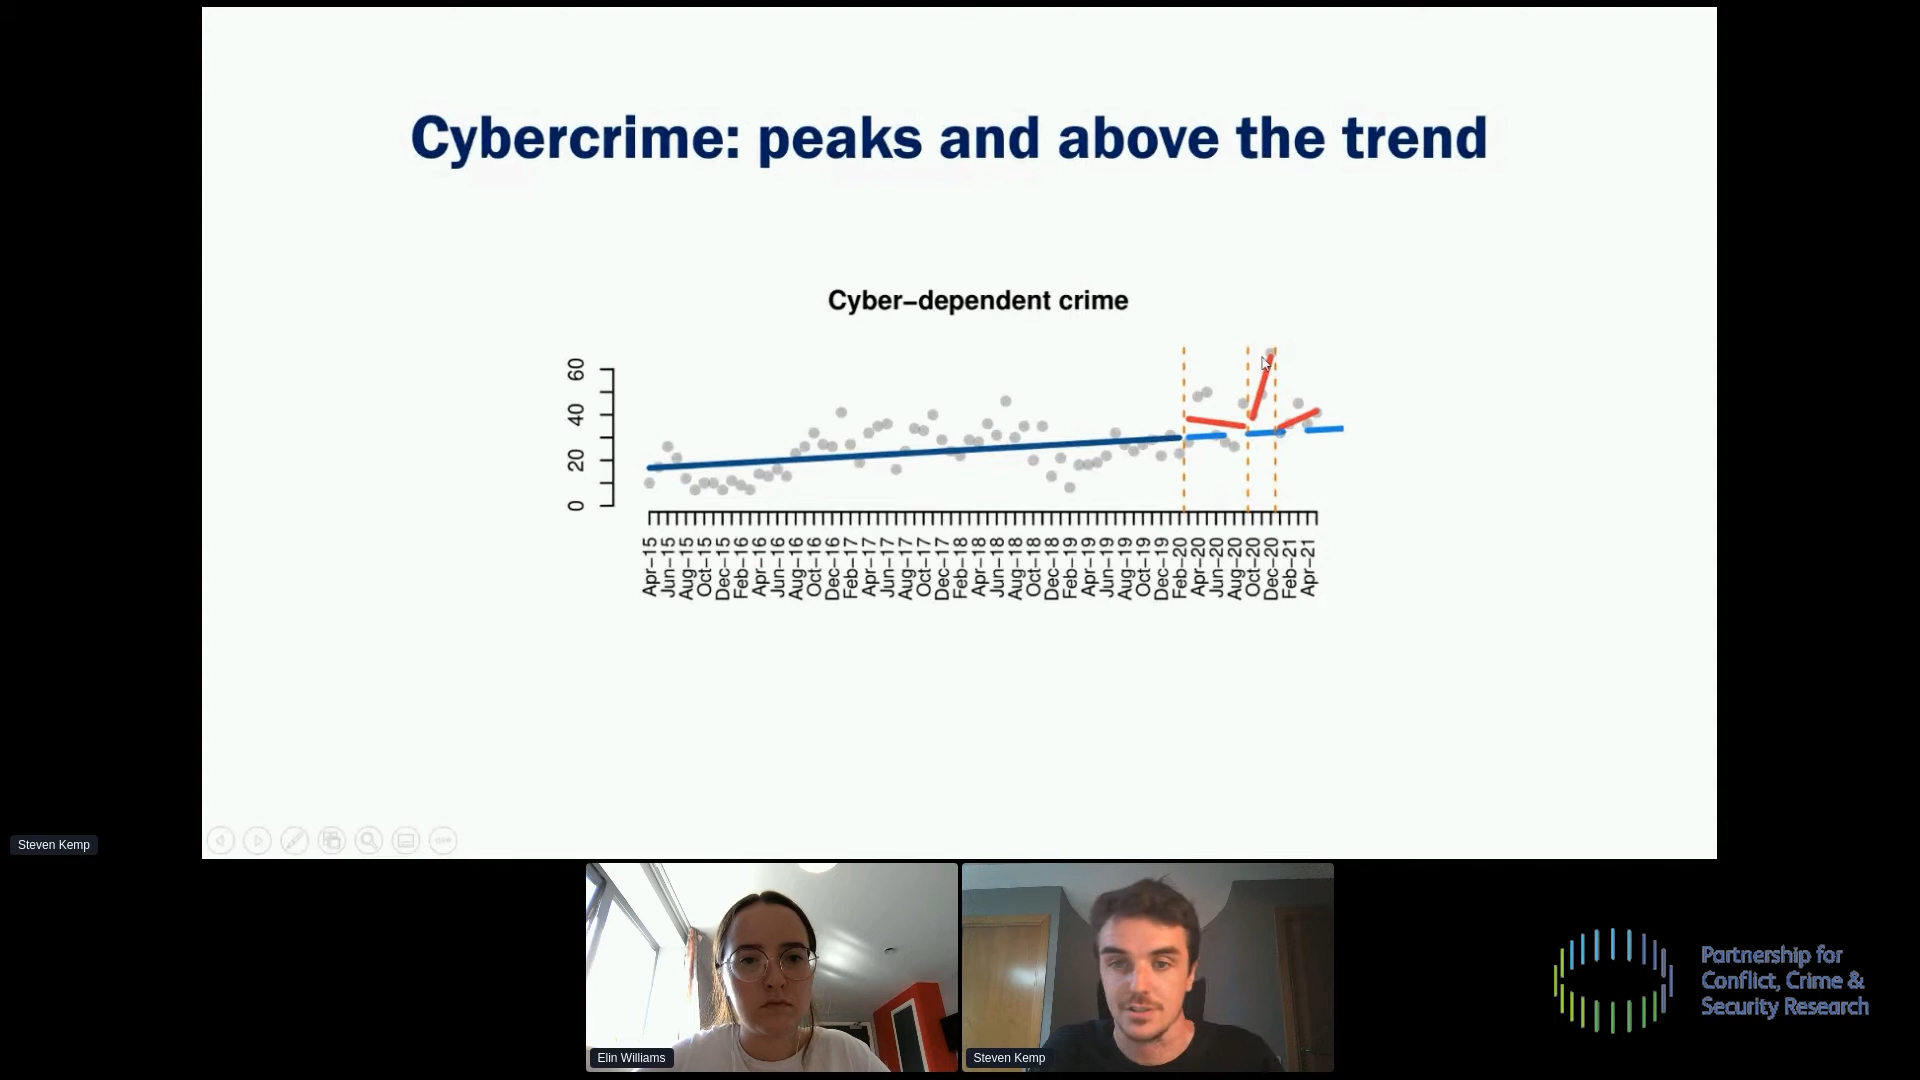 Cybercrime: peaks and above the trend
Cyber–dependent crime
60
40
20
0
Apr–15
Jun–15
Aug–15
Oct–15
Dec–15
Feb–16
Apr–16
Jun–16
Aug–16
Oct–16
Dec–16
Feb–17
Apr–17
Jun–17
Aug–17
Oct–17
Dec–17
Feb–18
Apr–18
Jun–18
Aug–18
Oct–18
Dec–18
Feb–19
Apr–19
Jun–19
Aug–19
Oct–19
Dec–19
Feb–20
Apr–20
Jun–20
Aug–20
Oct–20
Dec–20
Feb–21
Apr–21
Steven Kemp
Elin Williams
Steven Kemp
Partnership for
Conflict, Crime &
Security Research